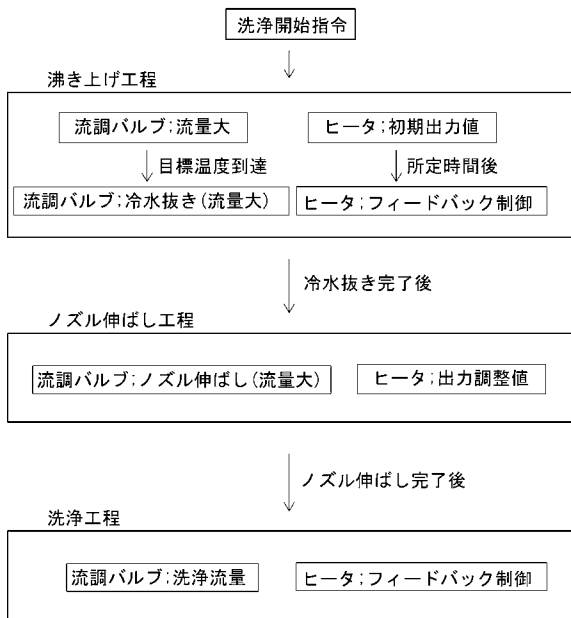 洗浄開始指令
沸き上げ工程
流調バルブ;流量大
ヒータ;初期出力値
目標温度到達
所定時間後
流調バルブ;冷水抜き(流量大)
ヒータ;フィードバック制御
冷水抜き完了後
ノズル伸ばし工程
流調バルブ;ノズル伸ばし(流量大)
ヒータ;出力調整値
ノズル伸ばし完了後
洗浄工程
流調バルブ;洗浄流量
ヒータ;フィードバック制御